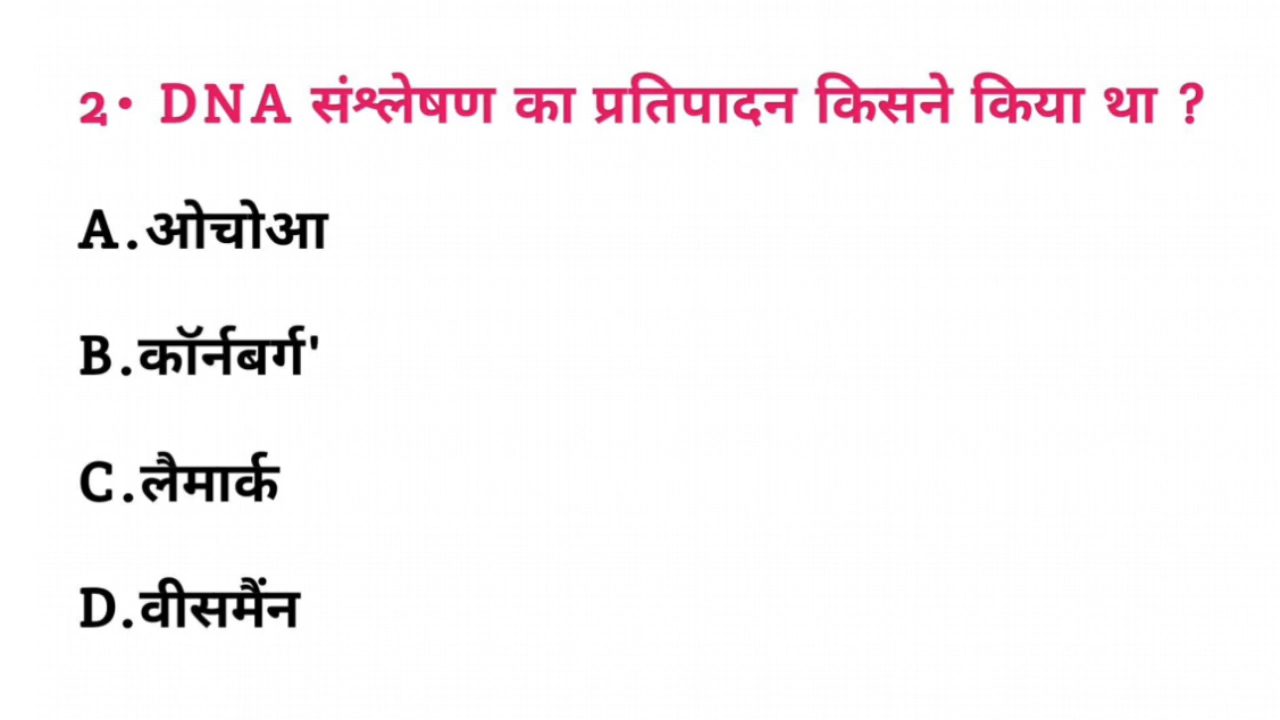 2• DNA संश्लेषण का प्रतिपादन किसने किया था ?
A.ओचोआ
B.कॉर्नबर्ग'
C.लैमार्क
D.वीसमैंन